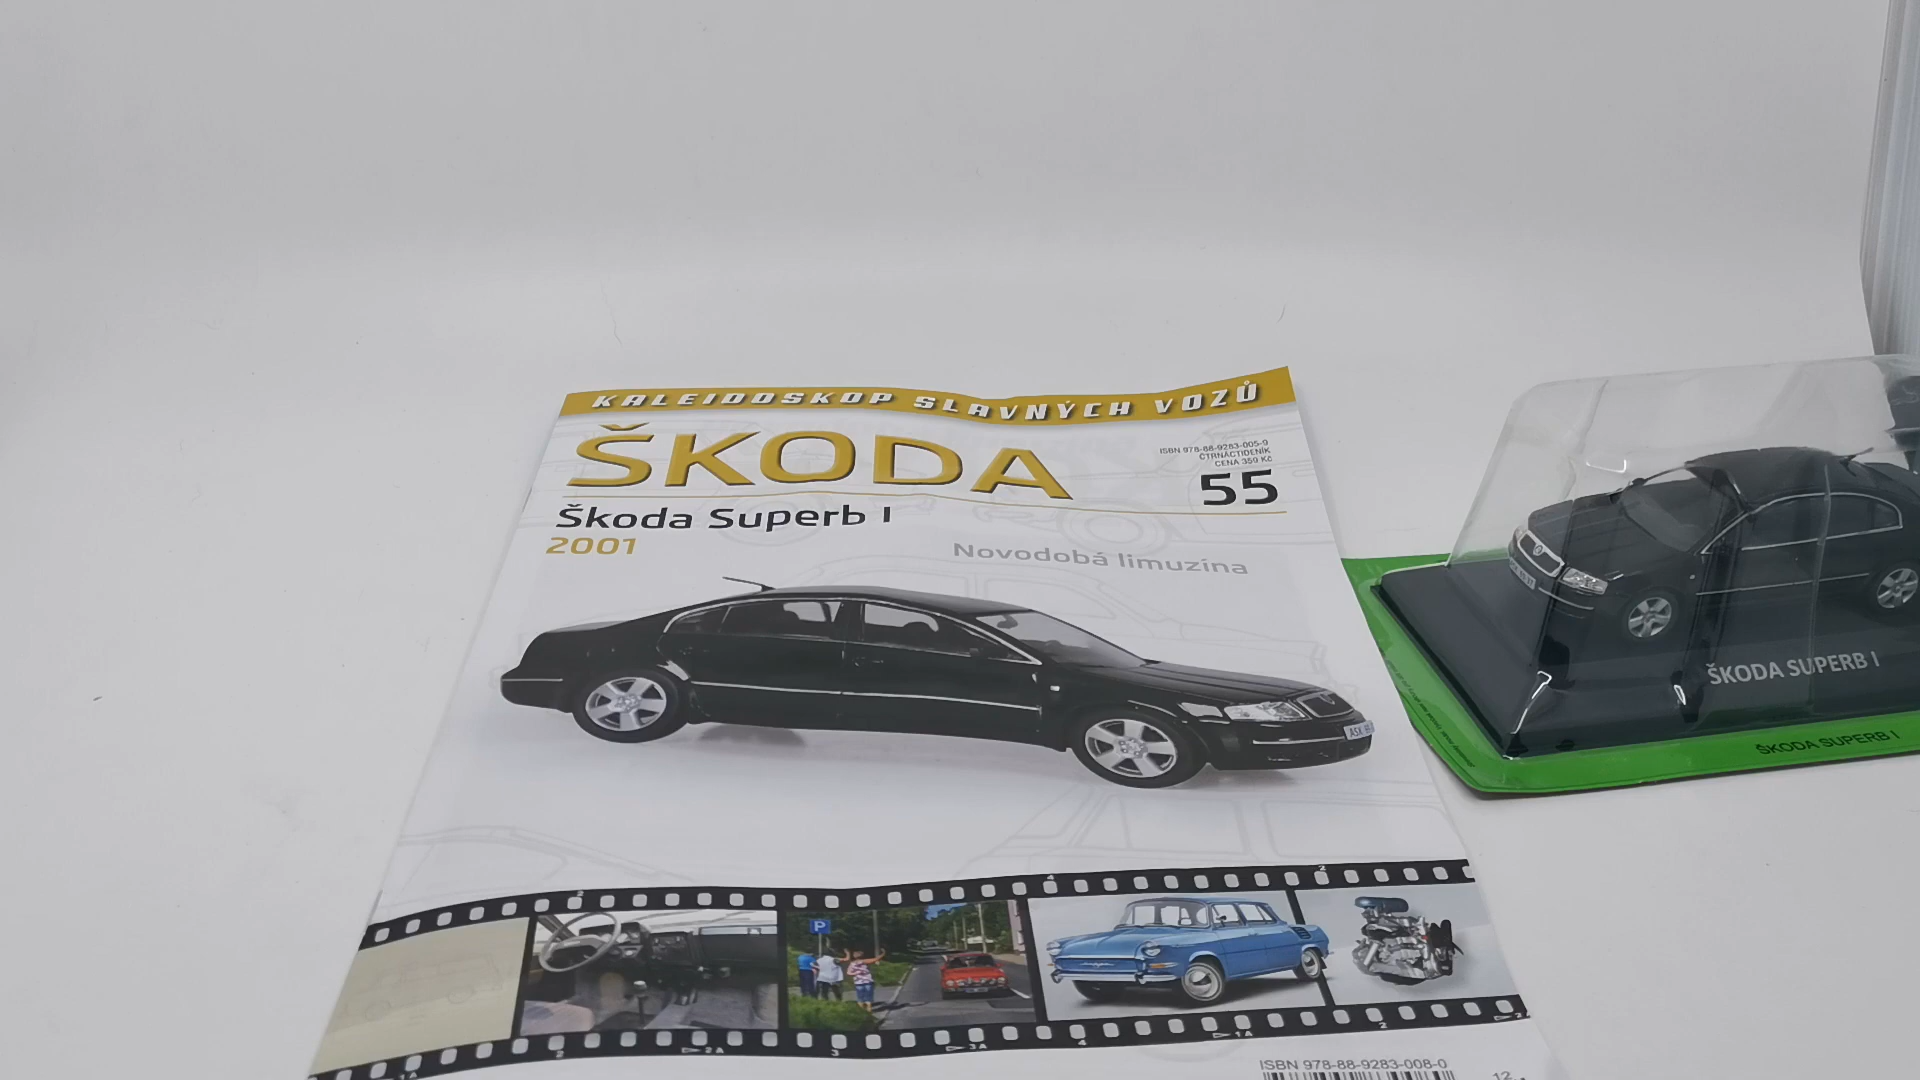 KALEIDOSKOP SLAVNÝCH VOZŮ
ŠKODA
ISBN 978-88-9283-005-9
ČTRNÁCTIDENÍK
CENA 350 Kč
55
Škoda Superb I
2001
Novodobá limuzína
P
ISBN 978-88-9283-008-0
12
ŠKODA SUPERB I
ŠKODA SUPERB I